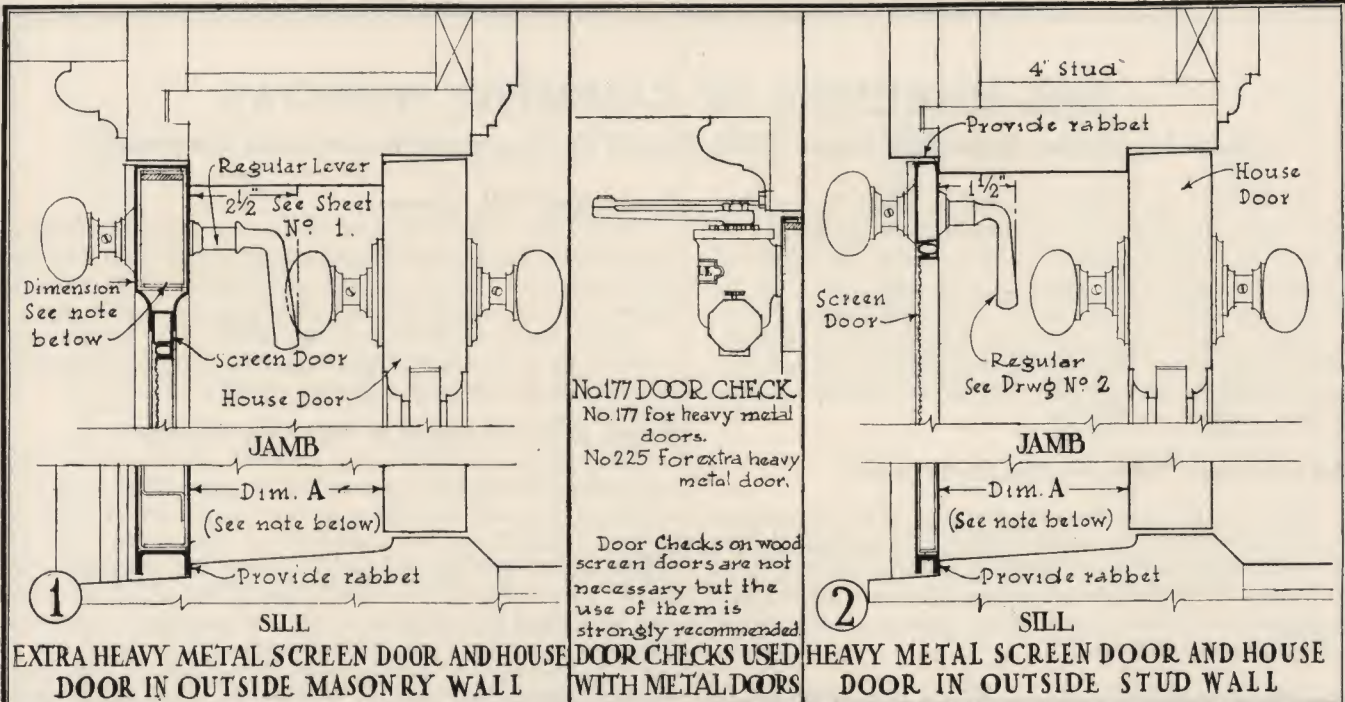 Regular Lever
2½" See Sheet
Nº 1.
Dimension
See note
below
Screen Door
House Door
JAMB
Dim. A
(See note below)
Provide rabbet
1
SILL
EXTRA HEAVY METAL SCREEN DOOR AND HOUSE
DOOR IN OUTSIDE MASONRY WALL
No177 DOOR CHECK
No.177 for heavy metal
doors.
No225 For extra heavy
metal door.
Door Checks on wood
screen doors are not
necessary but the
use of them is
strongly recommended
DOOR CHECKS USED
WITH METAL DOORS
4" Stud
Provide rabbet
1½"
House
Door
Screen
Door
Regular
See Drwg Nº 2
JAMB
Dim. A
(See note below)
Provide rabbet
2
SILL
HEAVY METAL SCREEN DOOR AND HOUSE
DOOR IN OUTSIDE STUD WALL